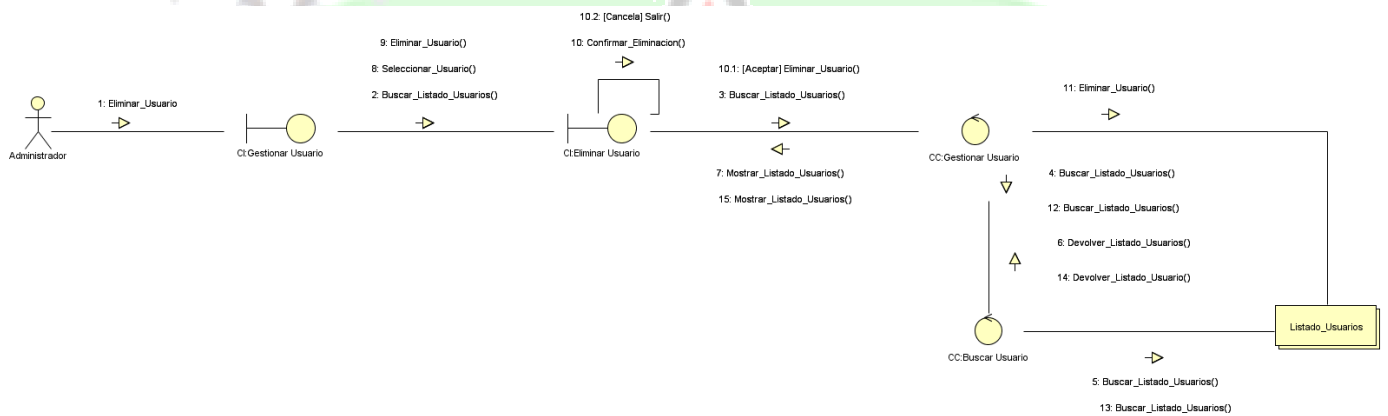 10.2: [Cancela] Salir()
9: Eliminar_Usuario()
10: Confirmar_Eliminacion()
8: Seleccionar_Usuario()
10.1: [Aceptar] Eliminar_Usuario()
2: Buscar_Listado_Usuarios()
3: Buscar_Listado_Usuarios()
11: Eliminar_Usuario()
1: Eliminar_Usuario
Administrador
CI:Gestionar Usuario
CI:Eliminar Usuario
CC:Gestionar Usuario
7: Mostrar_Listado_Usuarios()
15: Mostrar_Listado_Usuarios()
4: Buscar_Listado_Usuarios()
12: Buscar_Listado_Usuarios()
6: Devolver_Listado_Usuarios()
14: Devolver_Listado_Usuario()
Listado_Usuarios
CC:Buscar Usuario
5: Buscar_Listado_Usuarios()
13: Buscar_Listado_Usuarios()